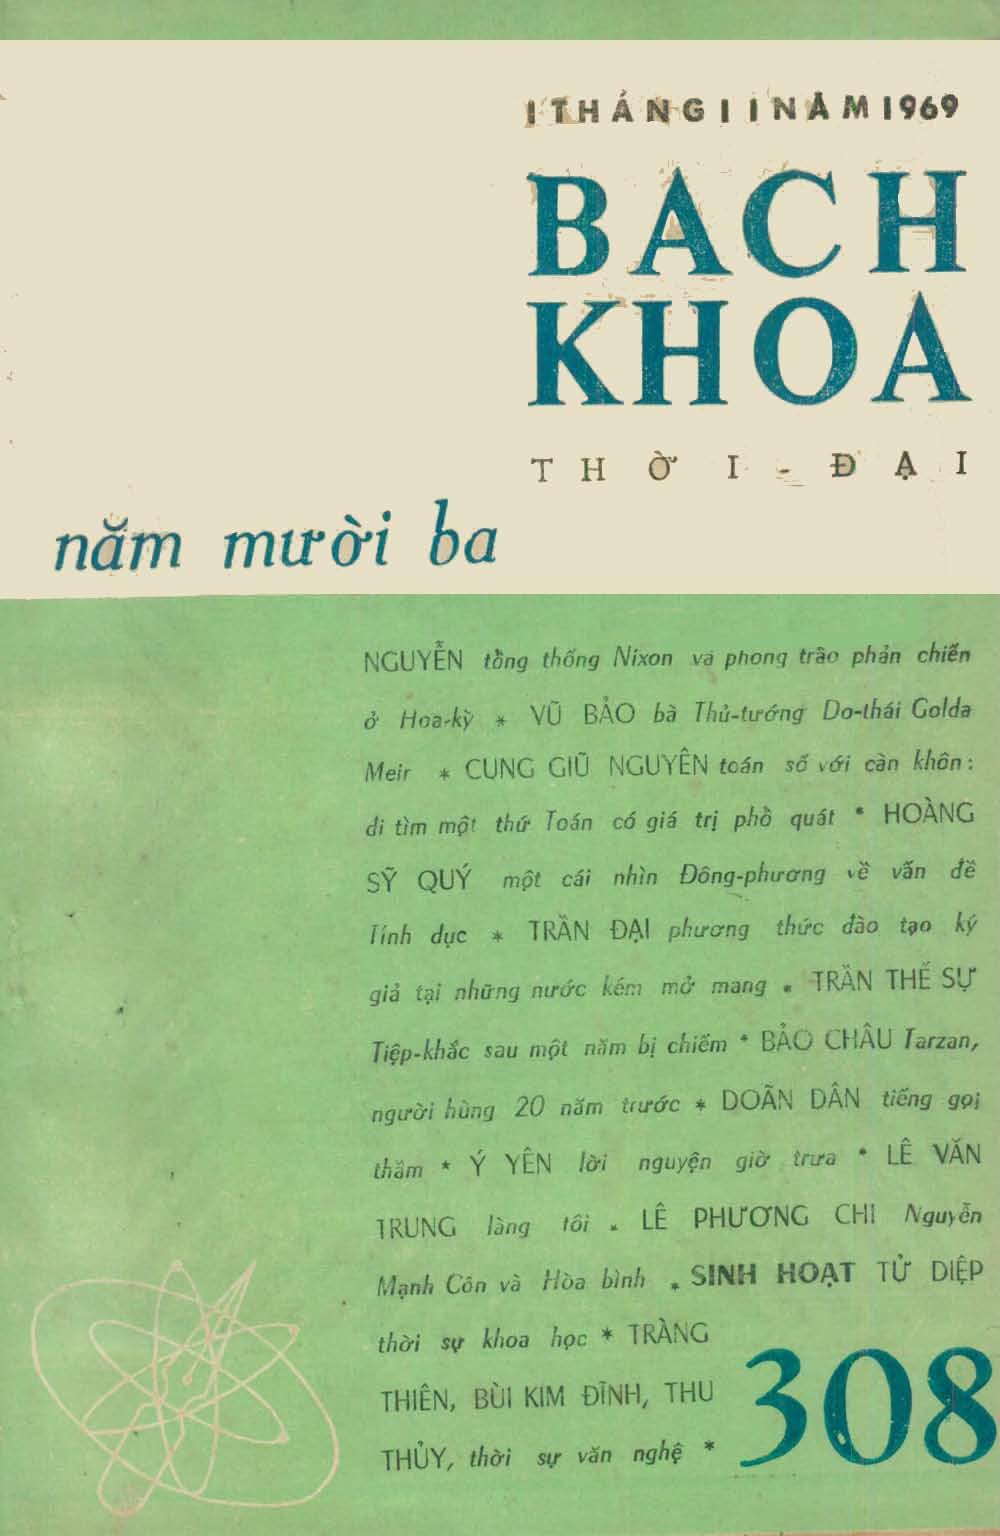 1 THÁNG 11 NĂM 1969
BACH
KHOA
THỜI-ĐẠI
năm mười ba
NGUYỄN tổng thống Nixon và phong trào phản chiến
ở Hoa-kỳ * VŨ BẢO bà Thủ-tướng Do-thái Golda
Meir * CUNG GIŨ NGUYÊN toán số với càn khôn :
đi tìm một thứ Toán có giá trị phổ quát * HOÀNG
SỸ QUÝ một cái nhìn Đông-phương về vấn đề
Tính dục * TRẦN ĐẠI phương thức đào tạo ký
giả tại những nước kém mở mang * TRẦN THẾ SỰ
Tiệp-khắc sau một năm bị chiếm * BẢO CHÂU Tarzan,
người hùng 20 năm trước * DOÃN DÂN tiếng gọi
thầm * Ý YÊN lời nguyện giờ trưa * LÊ VĂN
TRUNG làng tôi * LÊ PHƯƠNG CHI Nguyễn
Mạnh Côn và Hòa bình * SINH HOẠT TỬ DIỆP
thời sự khoa học * TRÀNG
THIÊN, BÙI KIM ĐĨNH, THU
THỦY, thời sự văn nghệ *
308